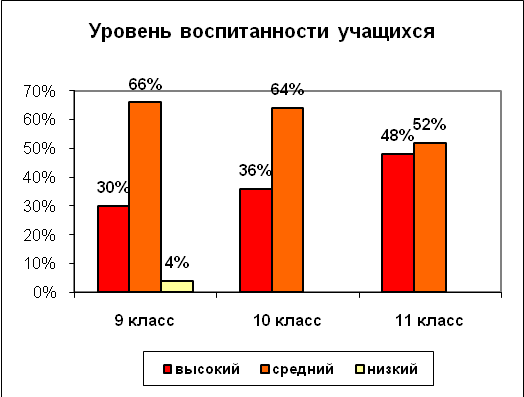 Уровень воспитанности учащихся
70%
60%
50%
40%
30%
20%
10%
0%
30%
66%
4%
36%
64%
48%
52%
9 класс
10 класс
11 класс
высокий
средний
низкий